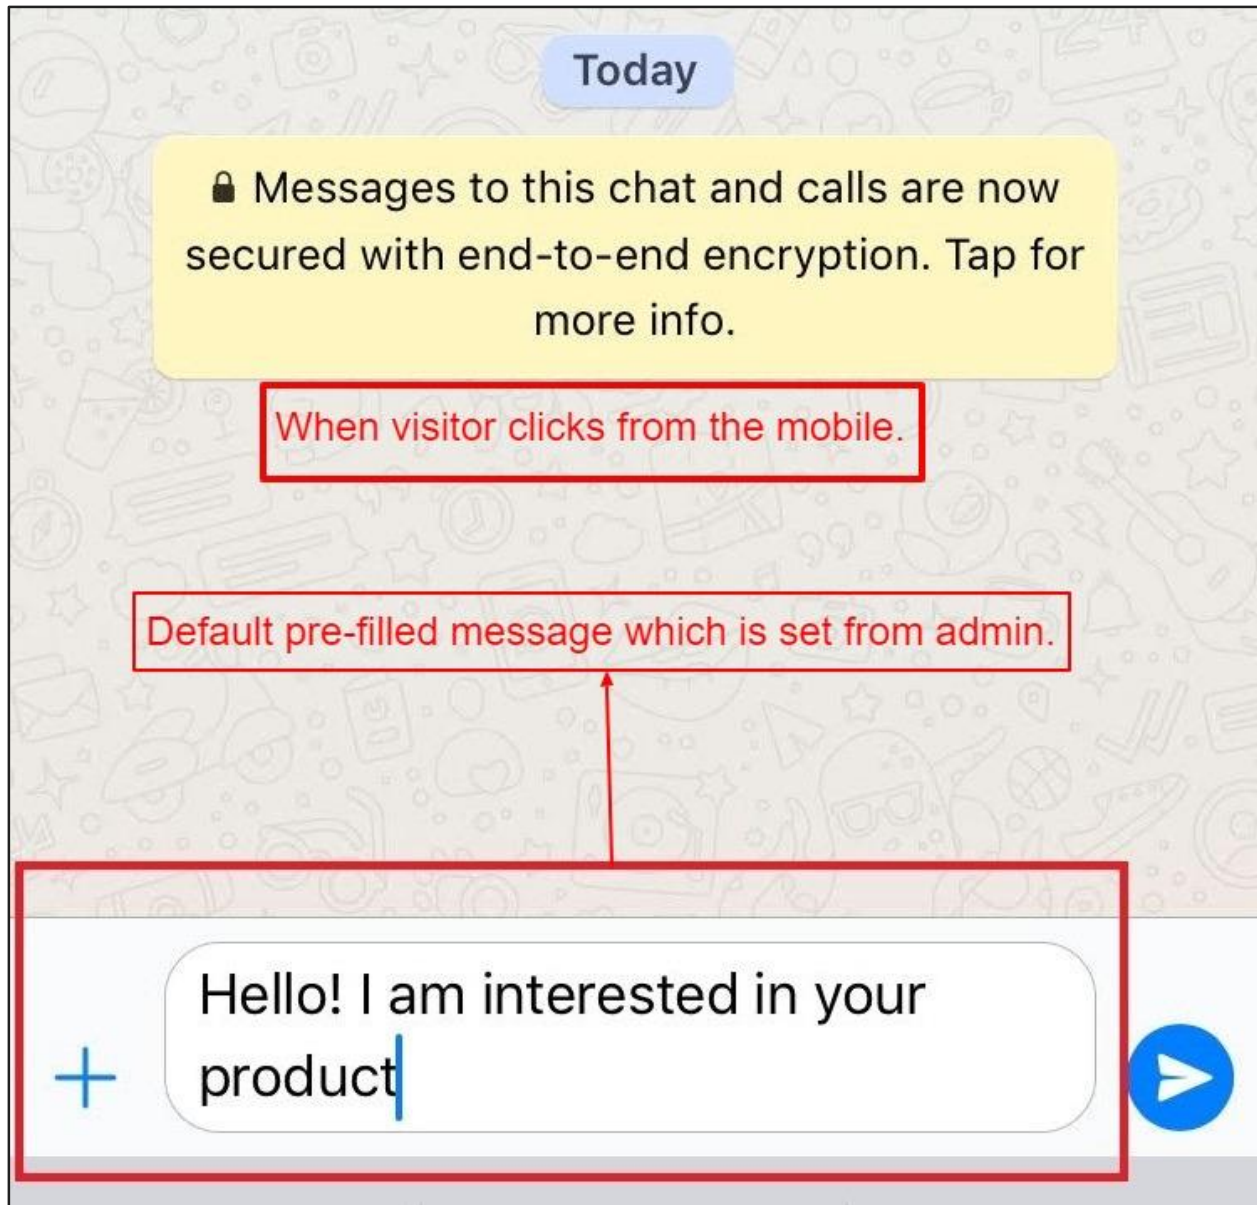 Today
Messages to this chat and calls are now
secured with end-to-end encryption. Tap for
more info.
When visitor clicks from the mobile.
Default pre-filled message which is set from admin.
Hello! I am interested in your
product